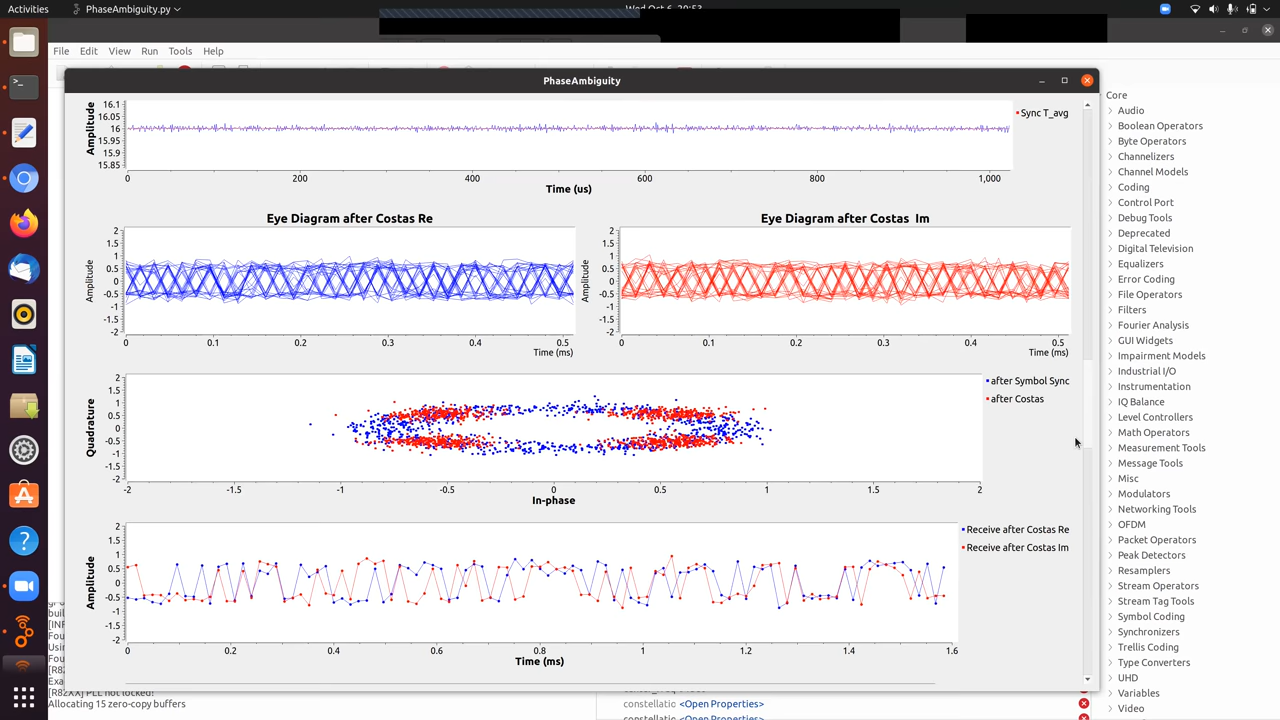 Activities
PhaseAmbiguity.py
File Edit View Run Tools Help
PhaseAmbiguity
Amplitude
16.1
16.05
16
15.95
15.9
15.85
0 200 400 600 800 1,000
Time (us)
Sync T_avg
Eye Diagram after Costas Re
Amplitude
2
1.5
1
0.5
0
-0.5
-1
-1.5
-2
0 0.1 0.2 0.3 0.4 0.5
Time (ms)
Eye Diagram after Costas Im
Amplitude
2
1.5
1
0.5
0
-0.5
-1
-1.5
-2
0 0.1 0.2 0.3 0.4 0.5
Time (ms)
Quadrature
2
1.5
1
0.5
0
-0.5
-1
-1.5
-2
-2 -1.5 -1 -0.5 0 0.5 1 1.5 2
In-phase
after Symbol Sync
after Costas
Amplitude
2
1.5
1
0.5
0
-0.5
-1
-1.5
-2
0 0.2 0.4 0.6 0.8 1 1.2 1.4 1.6
Time (ms)
Receive after Costas Re
Receive after Costas Im
[R82XX] PLL not locked!
Allocating 15 zero-copy buffers
<Open Properties>
<Open Properties>
Core
Audio
Boolean Operators
Byte Operators
Channelizers
Channel Models
Coding
Control Port
Debug Tools
Deprecated
Digital Television
Equalizers
Error Coding
File Operators
Filters
Fourier Analysis
GUI Widgets
Impairment Models
Industrial I/O
Instrumentation
IQ Balance
Level Controllers
Math Operators
Measurement Tools
Message Tools
Misc
Modulators
Networking Tools
OFDM
Packet Operators
Peak Detectors
Resamplers
Stream Operators
Stream Tag Tools
Symbol Coding
Synchronizers
Trellis Coding
Type Converters
UHD
Variables
Video